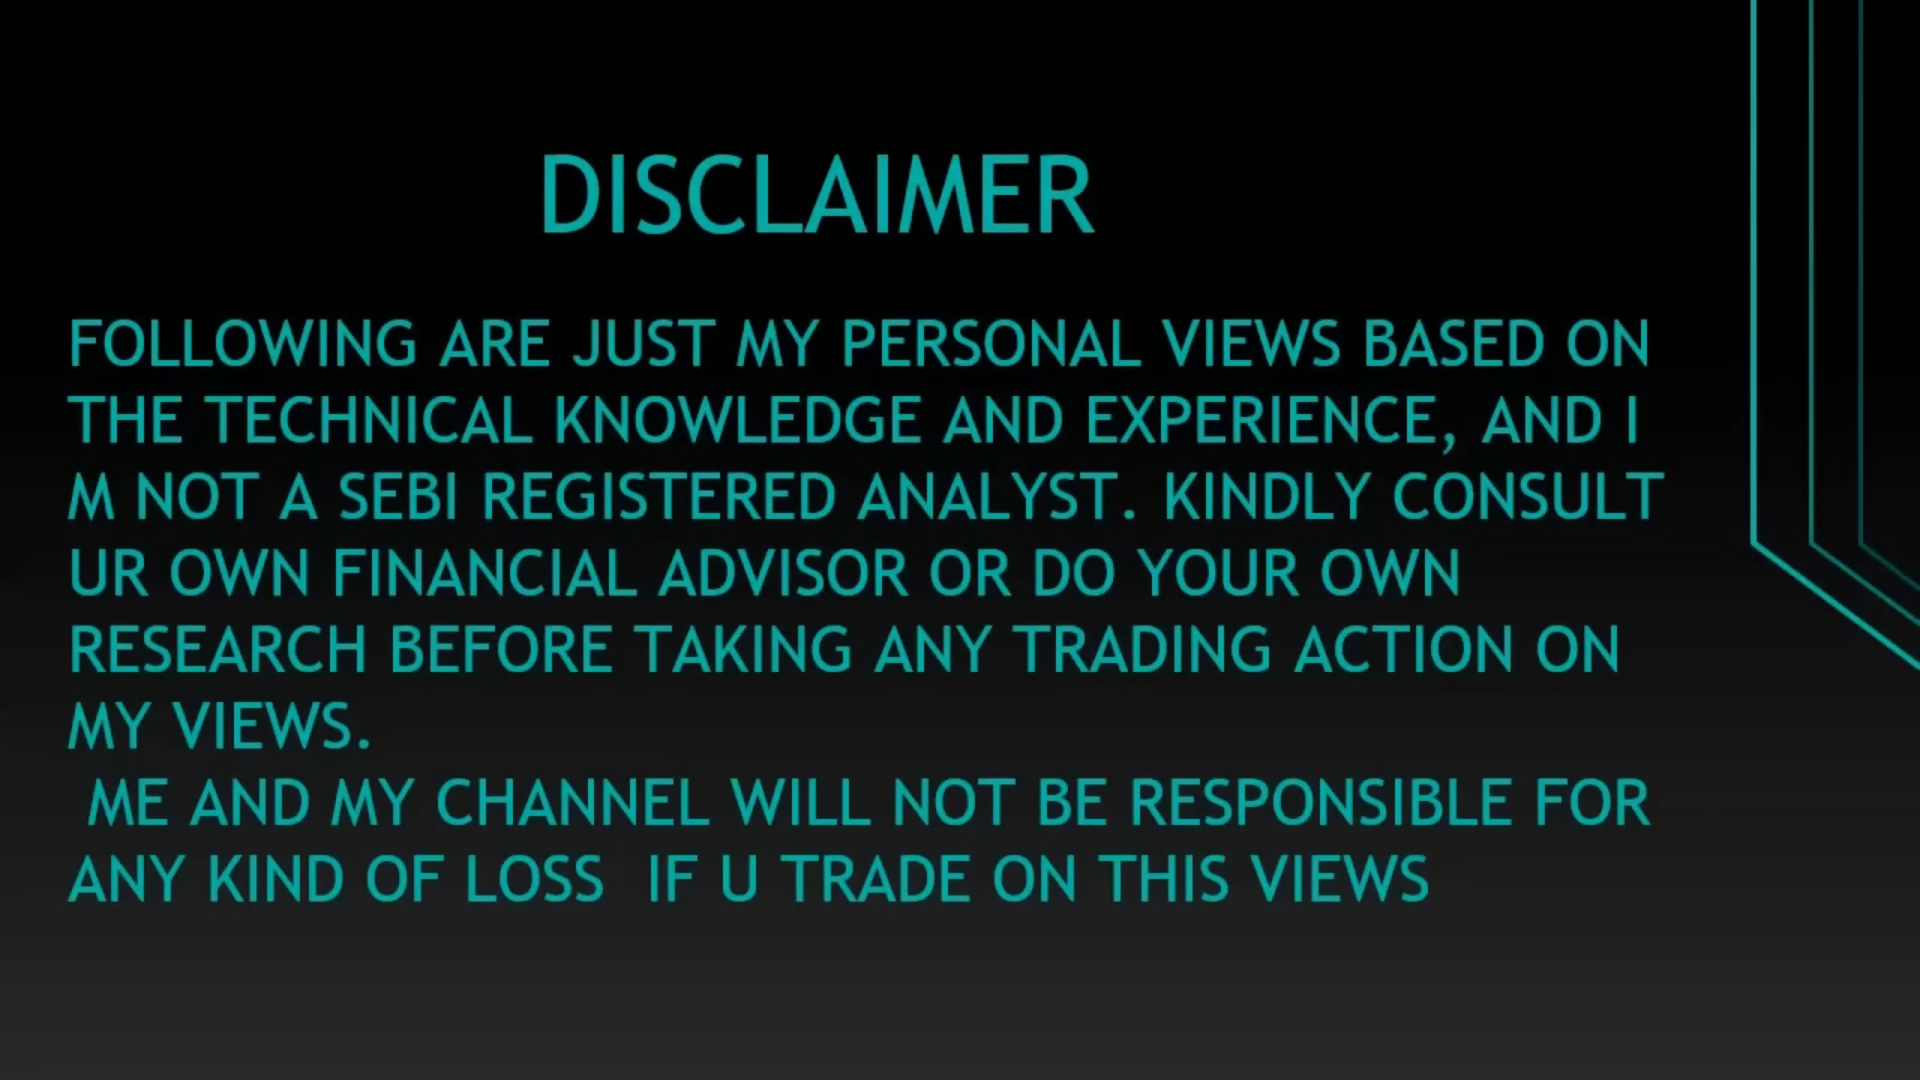 DISCLAIMER
FOLLOWING ARE JUST MY PERSONAL VIEWS BASED ON
THE TECHNICAL KNOWLEDGE AND EXPERIENCE, AND I
M NOT A SEBI REGISTERED ANALYST. KINDLY CONSULT
UR OWN FINANCIAL ADVISOR OR DO YOUR OWN
RESEARCH BEFORE TAKING ANY TRADING ACTION ON
MY VIEWS.
ME AND MY CHANNEL WILL NOT BE RESPONSIBLE FOR
ANY KIND OF LOSS  IF U TRADE ON THIS VIEWS